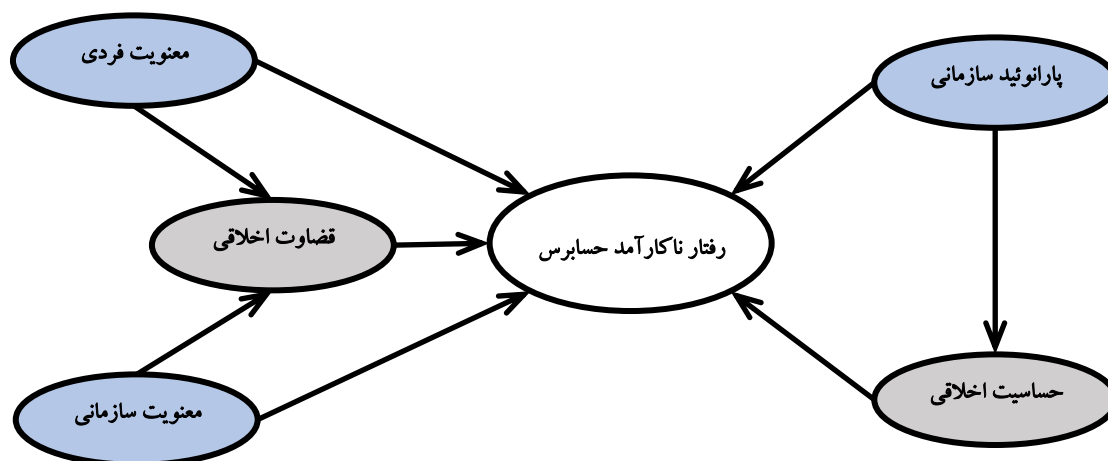 معنویت فردی
پارانوئید سازمانی
قضاوت اخلاقی
رفتار ناکارآمد حسابرس
معنویت سازمانی
حساسیت اخلاقی